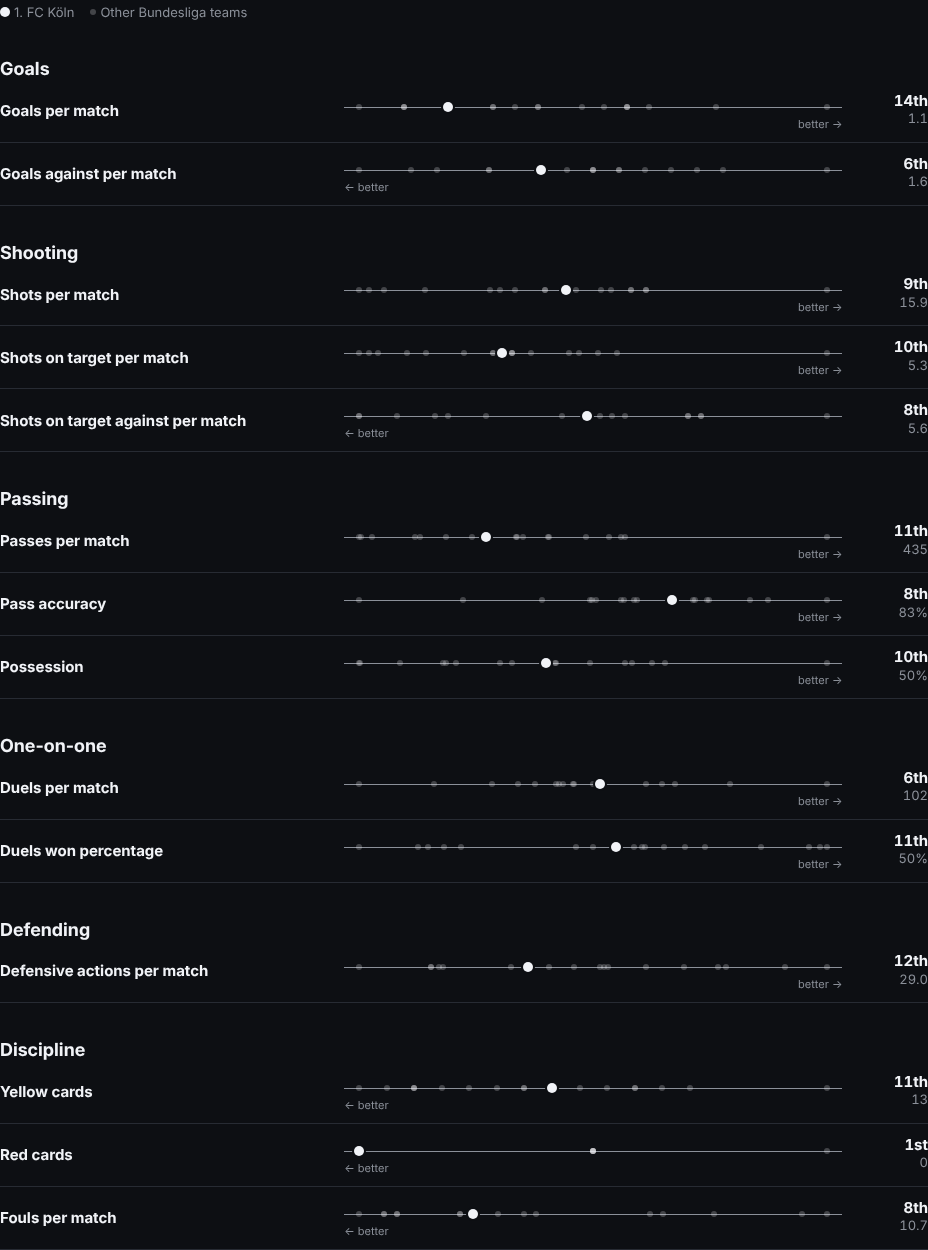 1. FC Köln Other Bundesliga teams
Goals
Goals per match 14th
1.1
better →
Goals against per match 6th
1.6
← better
Shooting
Shots per match 9th
15.9
better →
Shots on target per match 10th
5.3
better →
Shots on target against per match 8th
5.6
← better
Passing
Passes per match 11th
435
better →
Pass accuracy 8th
83%
better →
Possession 10th
50%
better →
One-on-one
Duels per match 6th
102
better →
Duels won percentage 11th
50%
better →
Defending
Defensive actions per match 12th
29.0
better →
Discipline
Yellow cards 11th
13
← better
Red cards 1st
0
← better
Fouls per match 8th
10.7
← better